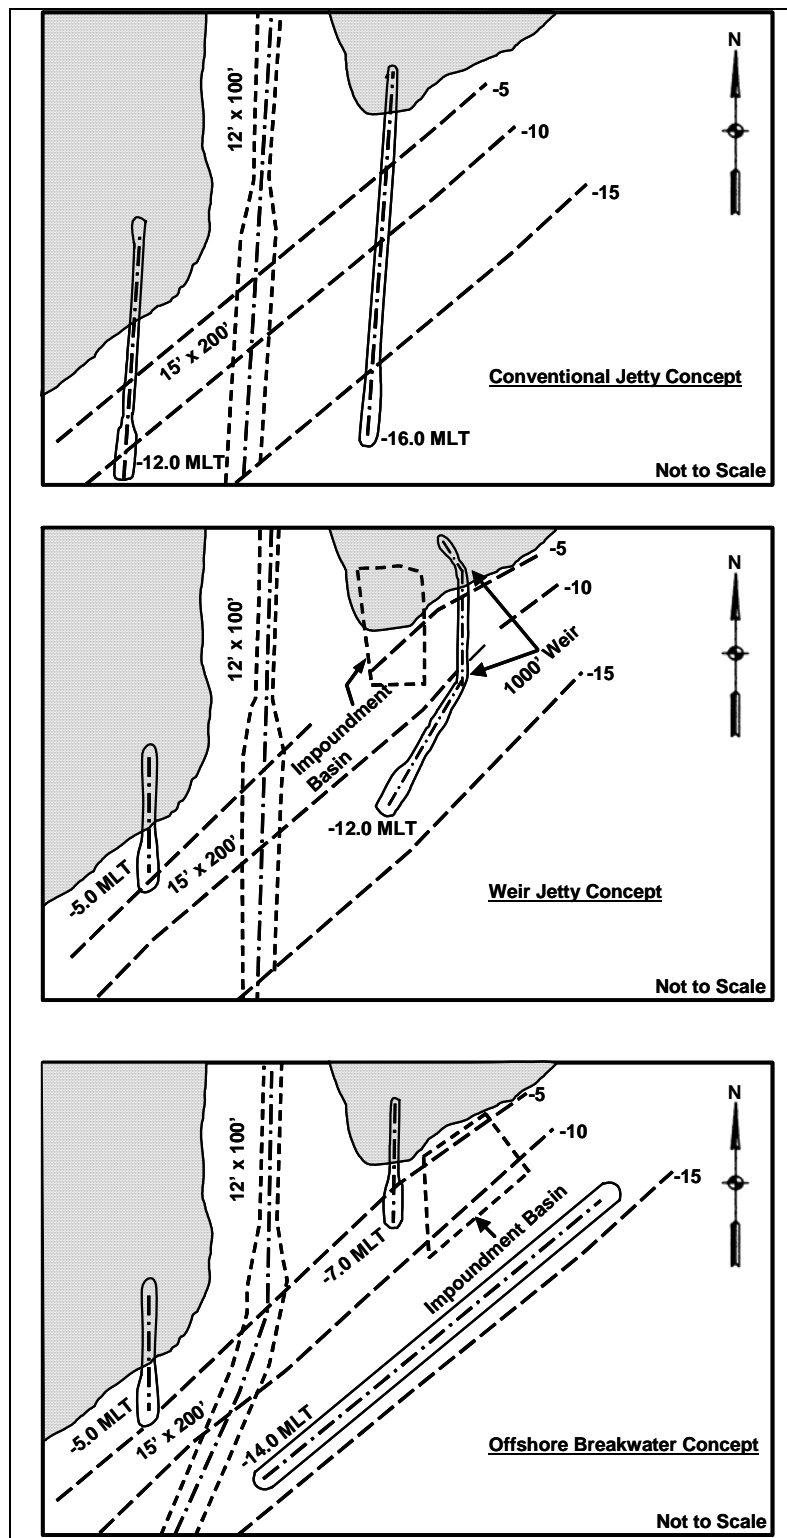 N
12' x 100'
-5
-10
-15
15' x 200'
Conventional Jetty Concept
-12.0 MLT
-16.0 MLT
Not to Scale
N
12' x 100'
-5
-10
1000' Weir
-15
Impoundment
Basin
-12.0 MLT
-5.0 MLT
15' x 200'
Weir Jetty Concept
Not to Scale
N
12' x 100'
-5
-10
-15
-7.0 MLT
Impoundment Basin
-5.0 MLT
15' x 200'
-14.0 MLT
Offshore Breakwater Concept
Not to Scale